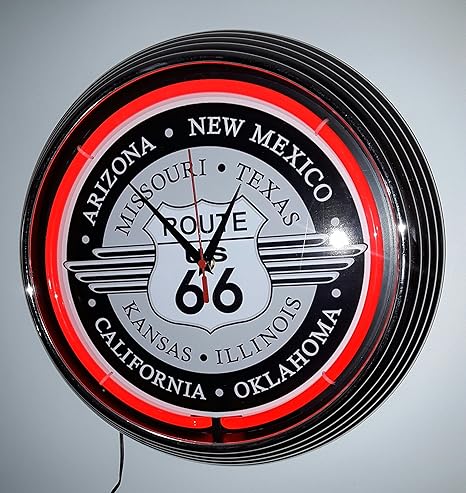 ARIZONA • NEW MEXICO •
MISSOURI • TEXAS
ROUTE
US
66
KANSAS • ILLINOIS
• CALIFORNIA • OKLAHOMA •